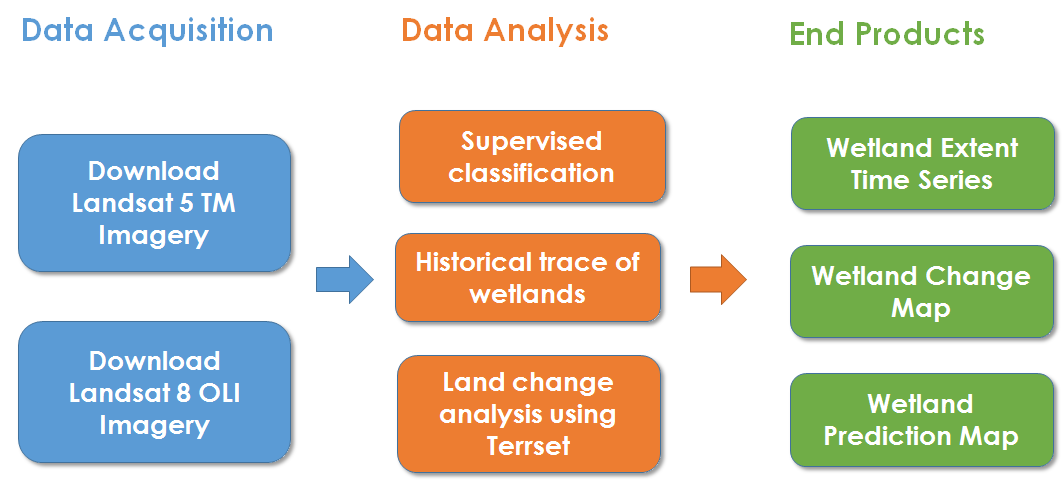 Data Acquisition
Download
Landsat 5 TM
Imagery
Download
Landsat 8 OLI
Imagery
Data Analysis
Supervised
classification
Historical trace of
wetlands
Land change
analysis using
Terrset
End Products
Wetland Extent
Time Series
Wetland Change
Map
Wetland
Prediction Map